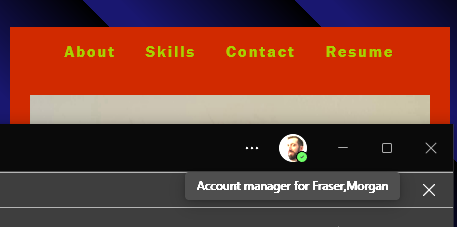 About Skills Contact Resume
Account manager for Fraser,Morgan